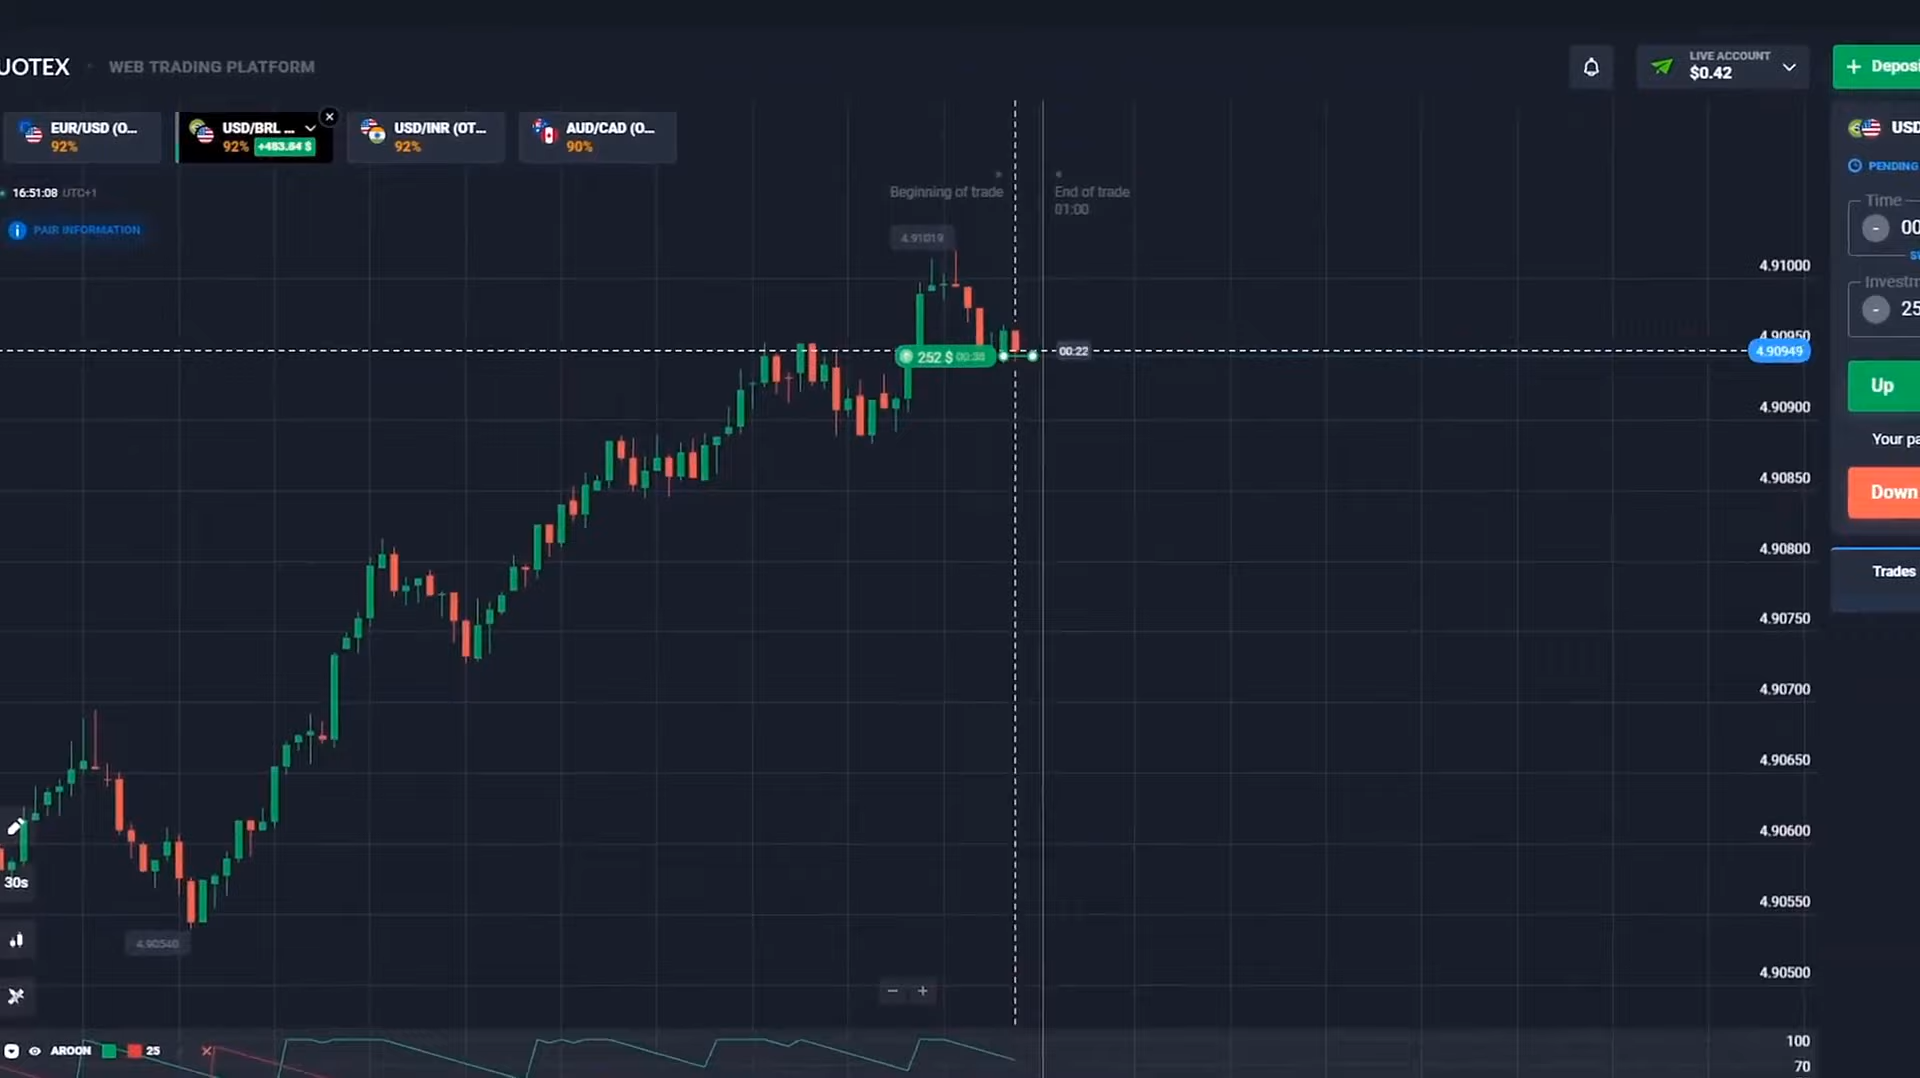 UOTEX
WEB TRADING PLATFORM
LIVE ACCOUNT
$0.42
+ Deposi
EUR/USD (O...
92%
USD/BRL ...
92% +483.84 $
USD/INR (OT...
92%
AUD/CAD (O...
90%
USD
PENDING
16:51:08 UTC+1
PAIR INFORMATION
Beginning of trade
End of trade
01:00
Time
- 00
Investm
- 25
4.91019
4.91000
4.90950
252 $
00:22
4.90949
Up
4.90900
Your pa
4.90850
Down
4.90800
Trades
4.90750
4.90700
4.90650
4.90600
30s
4.90550
4.90540
4.90500
− +
AROON 25
100
70